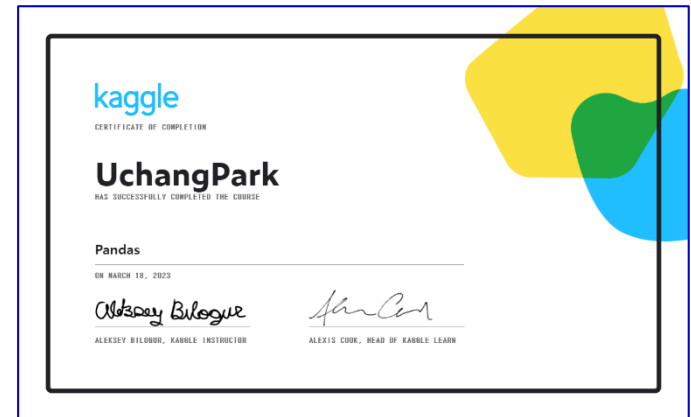 kaggle
CERTIFICATE OF COMPLETION
UchangPark
HAS SUCCESSFULLY COMPLETED THE COURSE
Pandas
ON MARCH 18, 2023
Aleksey Bilogur
ALEKSEY BILOGUR, KAGGLE INSTRUCTOR
ALEXIS COOK, HEAD OF KAGGLE LEARN